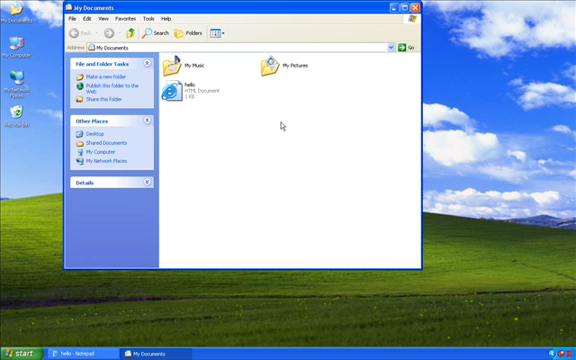 My Documents
File Edit View Favorites Tools Help
Back Search Folders
Address My Documents Go
File and Folder Tasks
Make a new folder
Publish this folder to the
Web
Share this folder
Other Places
Desktop
Shared Documents
My Computer
My Network Places
Details
My Music
My Pictures
hello
HTML Document
1 KB
My Documents
My Computer
My Network
Places
Recycle Bin
start hello - Notepad My Documents